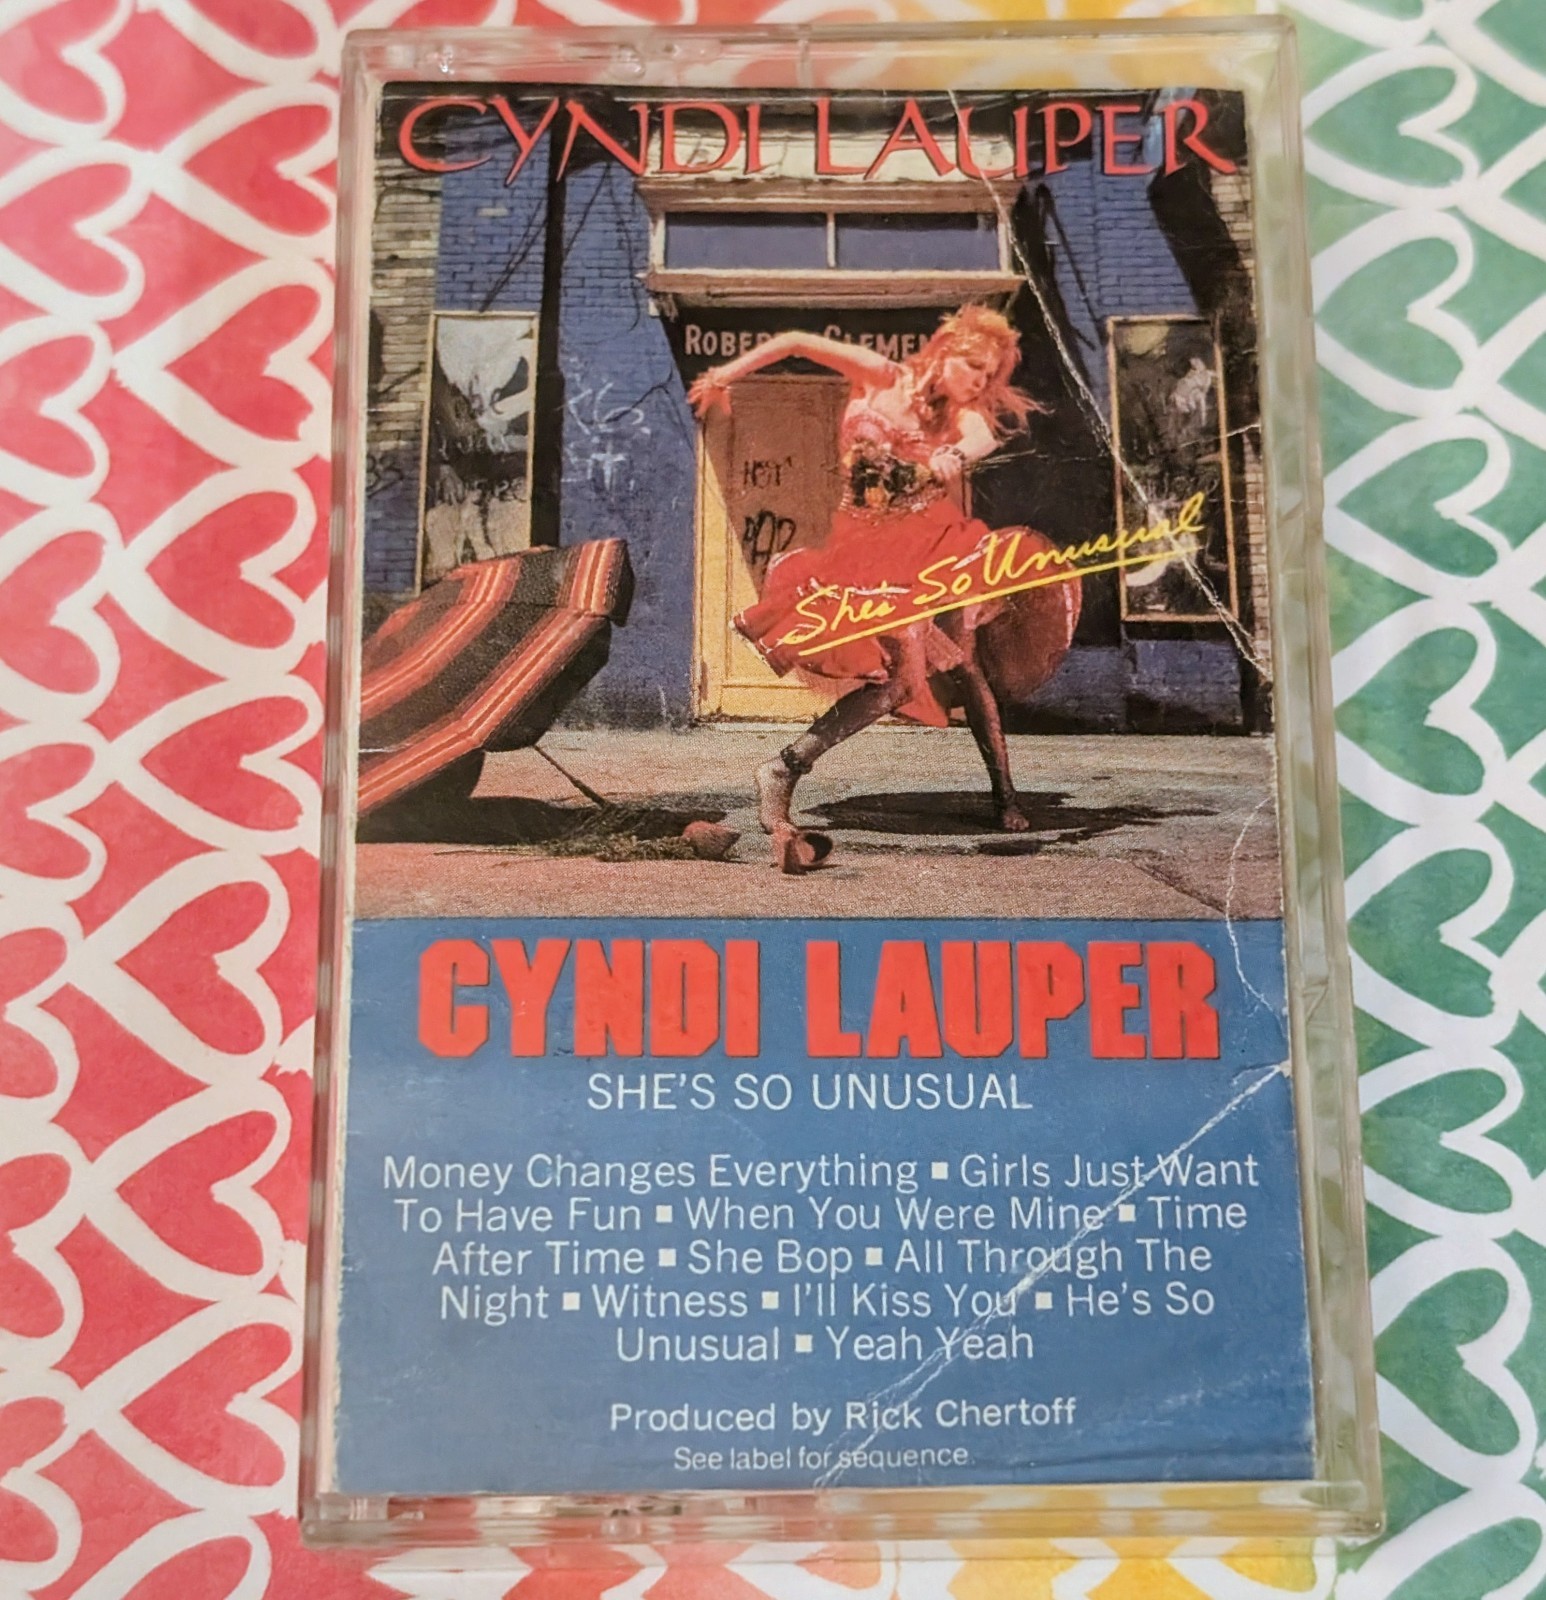 CYNDI LAUPER
ROBER CLEMEN
She's So Unusual
CYNDI LAUPER
SHE'S SO UNUSUAL
Money Changes Everything ▪ Girls Just Want
To Have Fun ▪ When You Were Mine ▪ Time
After Time ▪ She Bop ▪ All Through The
Night ▪ Witness ▪ I'll Kiss You ▪ He's So
Unusual ▪ Yeah Yeah
Produced by Rick Chertoff
See label for sequence.